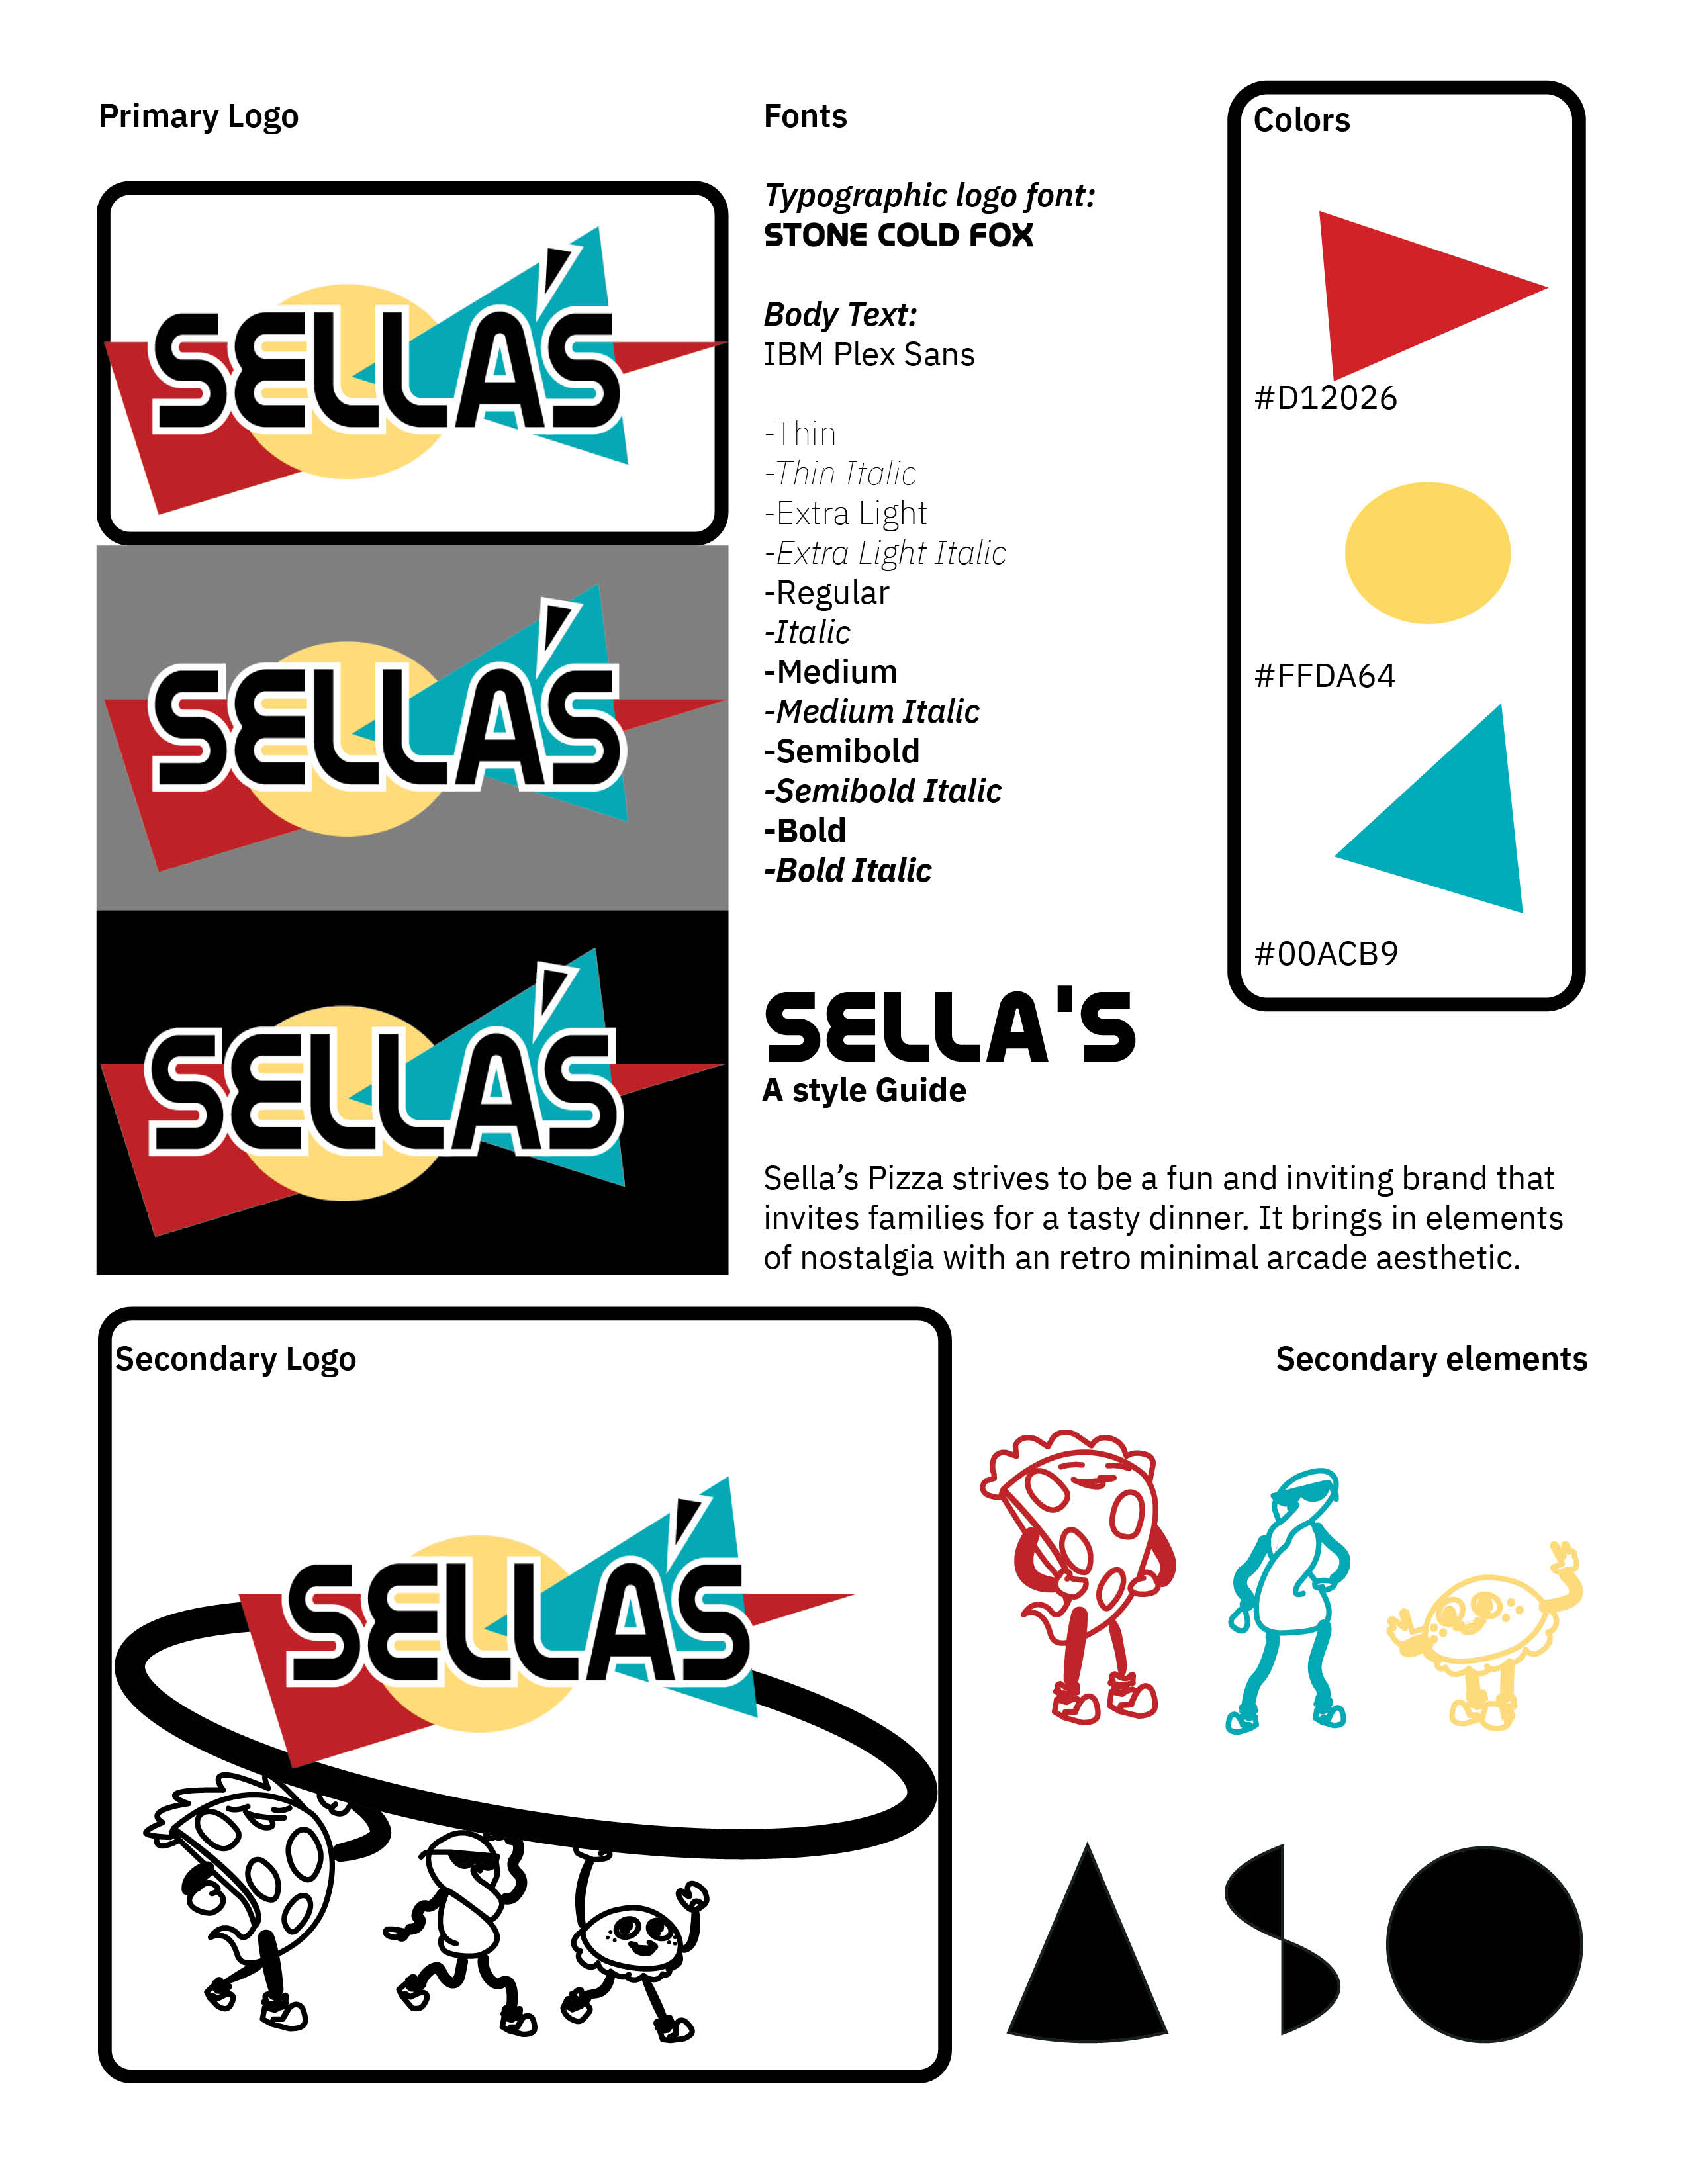 Primary Logo
SELLA'S
SELLA'S
SELLA'S
Fonts
Typographic logo font:
STONE COLD FOX
Body Text:
IBM Plex Sans
-Thin
-Thin Italic
-Extra Light
-Extra Light Italic
-Regular
-Italic
-Medium
-Medium Italic
-Semibold
-Semibold Italic
-Bold
-Bold Italic
Colors
#D12026
#FFDA64
#00ACB9
SELLA'S
A style Guide
Sella’s Pizza strives to be a fun and inviting brand that
invites families for a tasty dinner. It brings in elements
of nostalgia with an retro minimal arcade aesthetic.
Secondary Logo
SELLA'S
Secondary elements